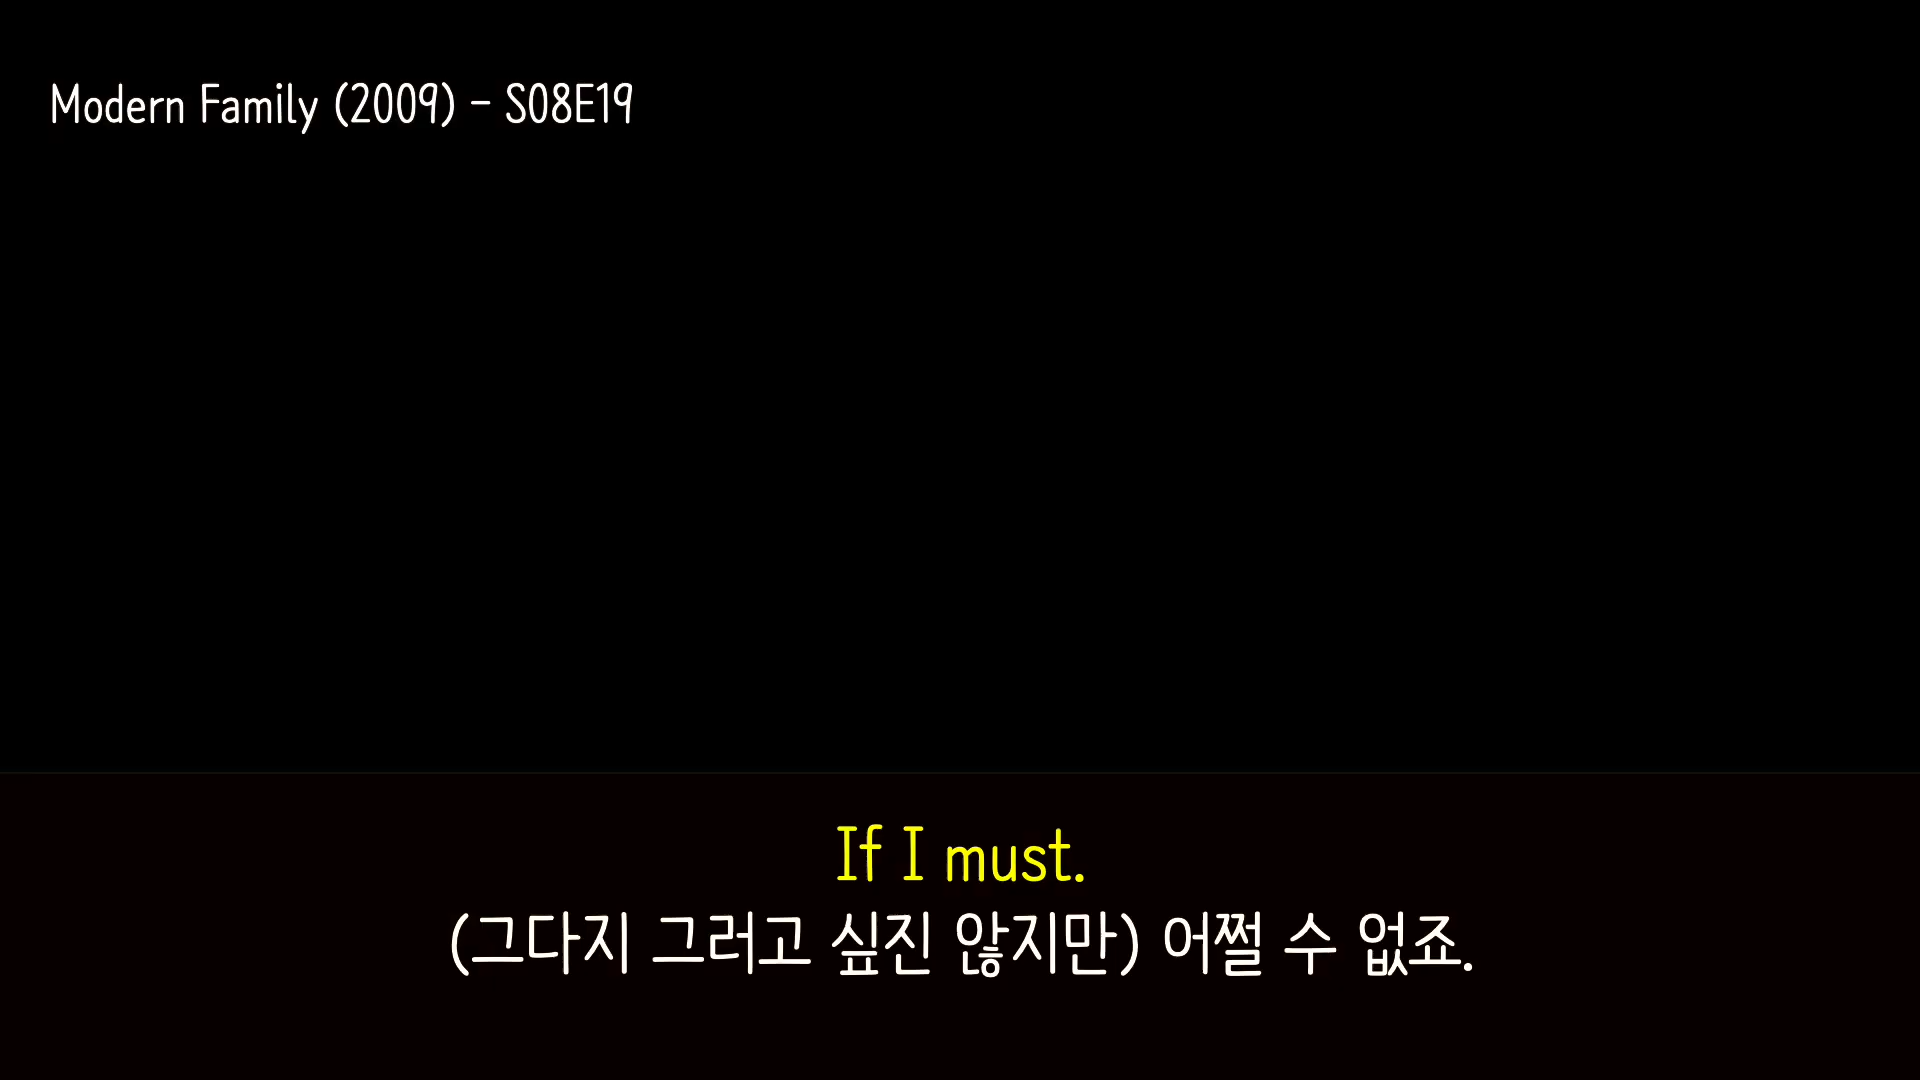 Modern Family (2009) - S08E19
If I must.
(그다지 그러고 싶진 않지만) 어쩔 수 없죠.